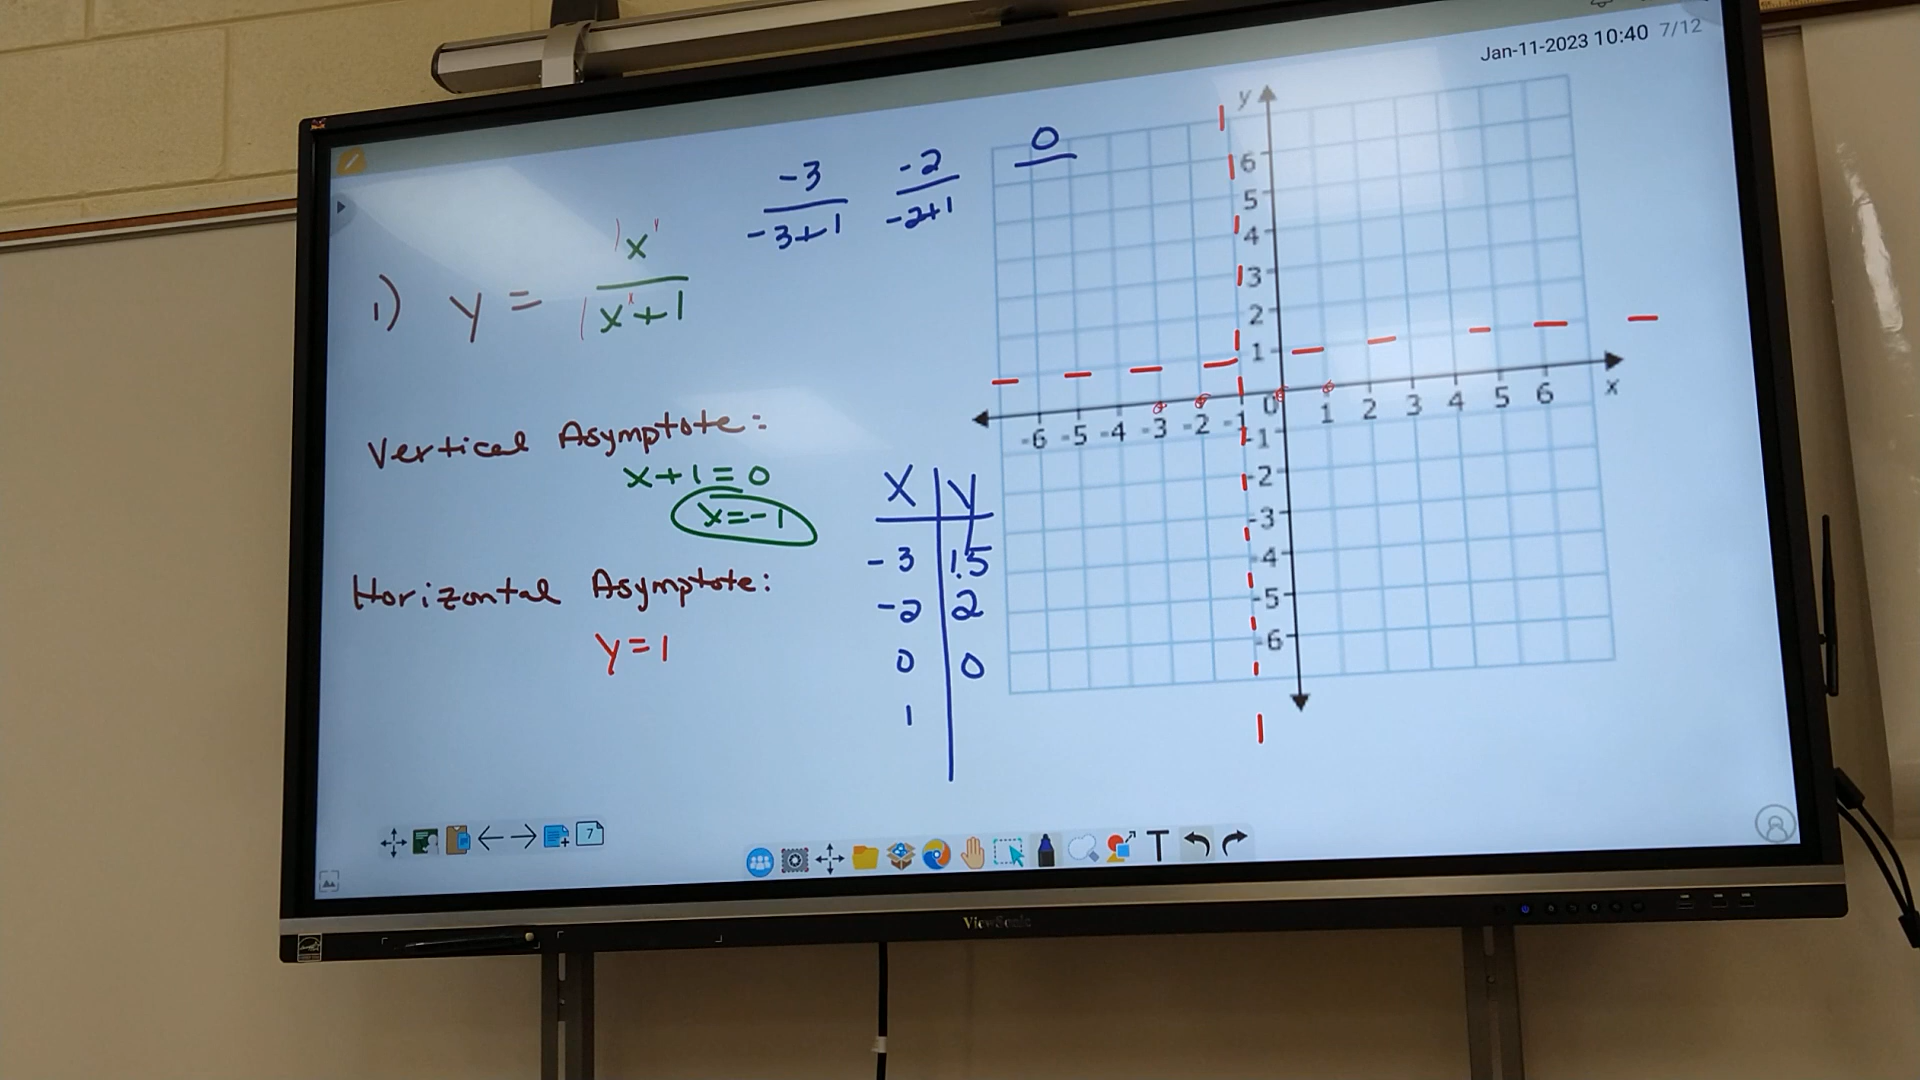 Jan-11-2023 10:40 7/12
-3
-3+1
-2
-2+1
0
1) y = x
x+1
Vertical Asymptote:
x+1=0
x=-1
Horizontal Asymptote:
y=1
X y
-3 1.5
-2 2
0 0
1
y
6
5
4
3
2
1
-6 -5 -4 -3 -2 -1 0 1 2 3 4 5 6 x
-1
-2
-3
-4
-5
-6
7
T
ViewSonic